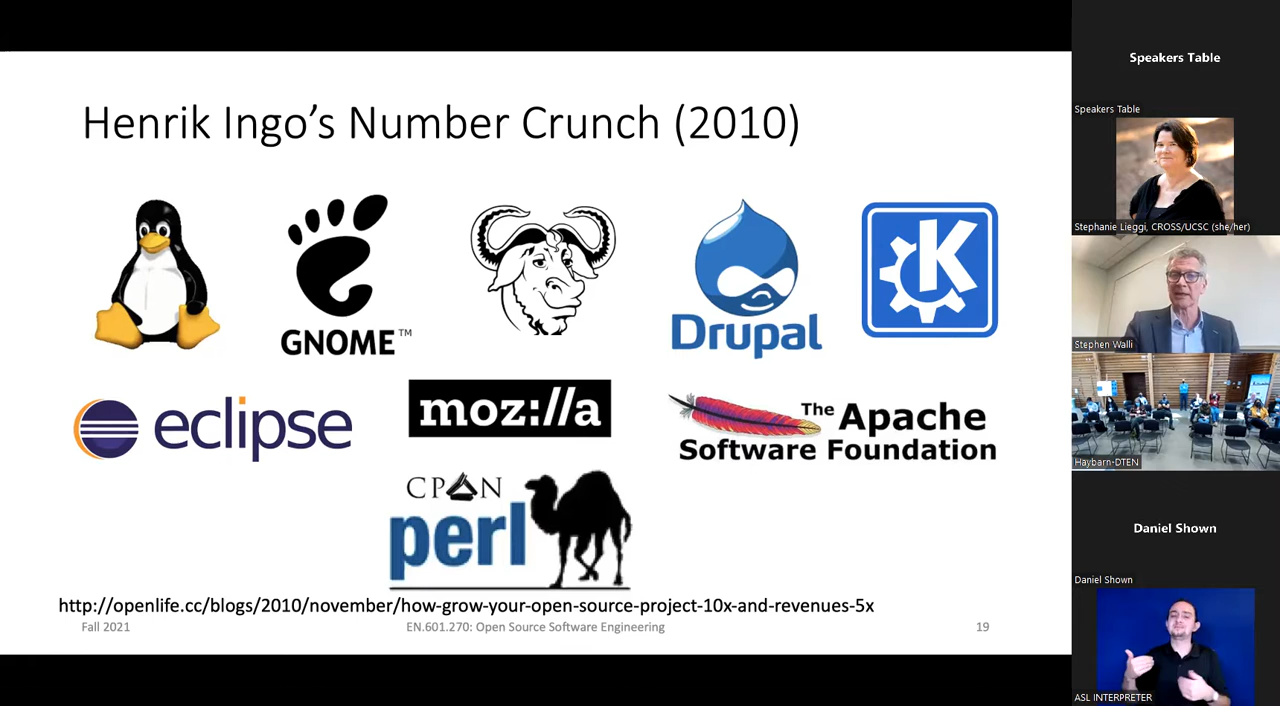 Henrik Ingo’s Number Crunch (2010)
GNOME™
Drupal
K
eclipse
moz://a
The Apache
Software Foundation
CPAN
perl
http://openlife.cc/blogs/2010/november/how-grow-your-open-source-project-10x-and-revenues-5x
Fall 2021
EN.601.270: Open Source Software Engineering
19
Speakers Table
Speakers Table
Stephanie Lieggi, CROSS/UCSC (she/her)
Stephen Walli
Haybarn-DTEN
Daniel Shown
Daniel Shown
ASL INTERPRETER